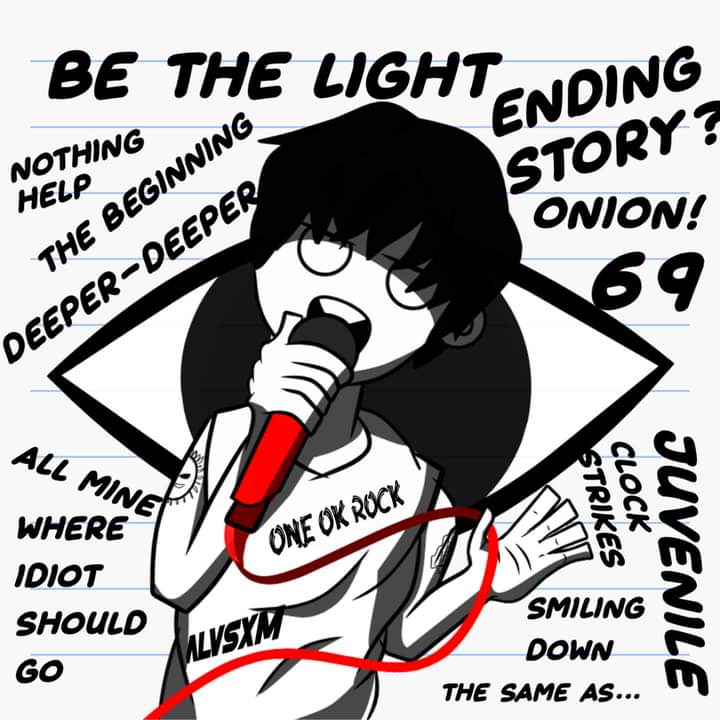 BE THE LIGHT
ENDING
STORY?
NOTHING
HELP
THE BEGINNING
DEEPER-DEEPER
ONION!
69
ALL MINE
WHERE
IDIOT
SHOULD
GO
ONE OK ROCK
ALVSXM
CLOCK
STRIKES
JUVENILE
SMILING
DOWN
THE SAME AS...